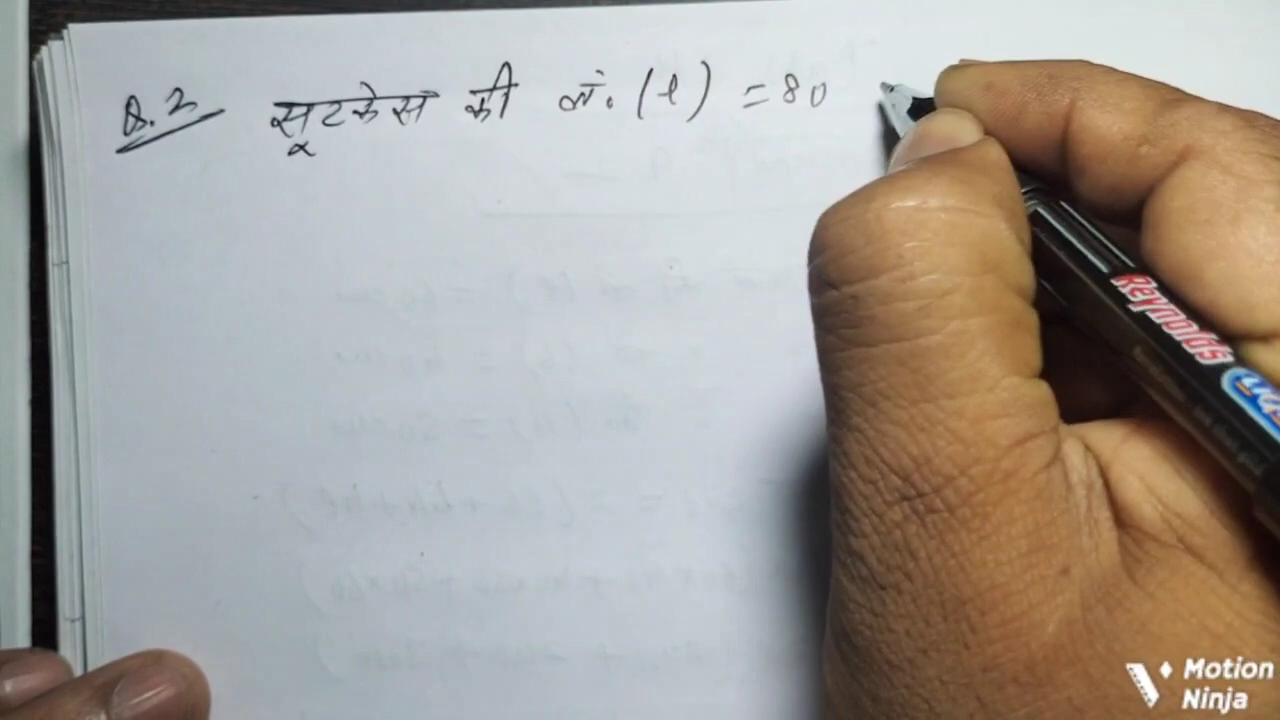 Q.2 सूटकेस की लं. (l) = 80
Reynolds
Motion
Ninja